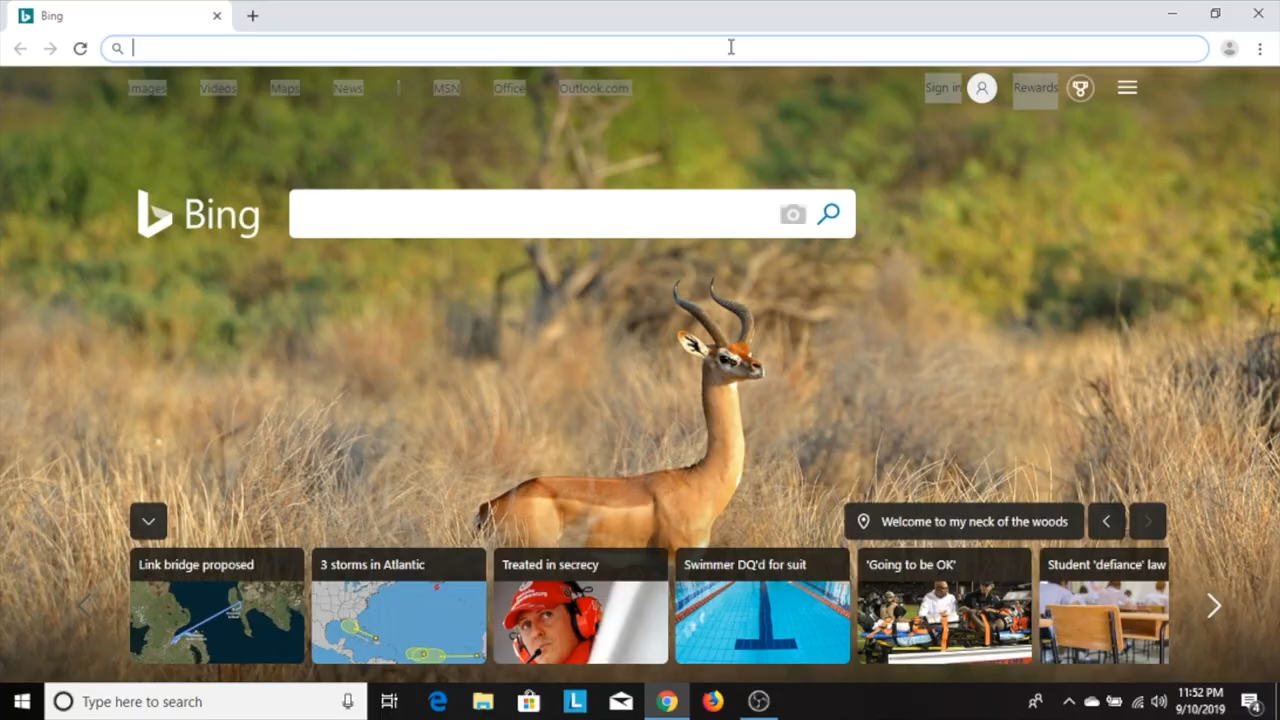 Bing
Images Videos Maps News | MSN Office Outlook.com Sign in Rewards
Bing
Welcome to my neck of the woods
Link bridge proposed
3 storms in Atlantic
Treated in secrecy
Swimmer DQ'd for suit
'Going to be OK'
Student 'defiance' law
Type here to search
11:52 PM
9/10/2019
4